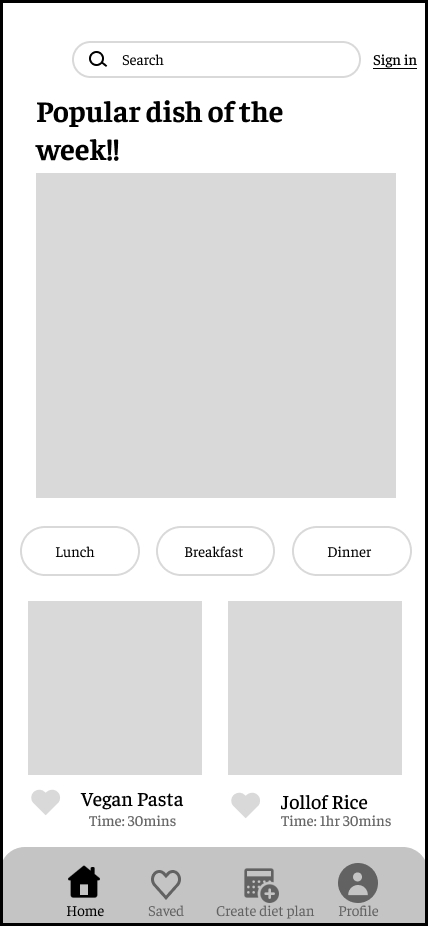 Search
Sign in
Popular dish of the
week!!
Lunch
Breakfast
Dinner
Vegan Pasta
Time: 30mins
Jollof Rice
Time: 1hr 30mins
Home
Saved
Create diet plan
Profile